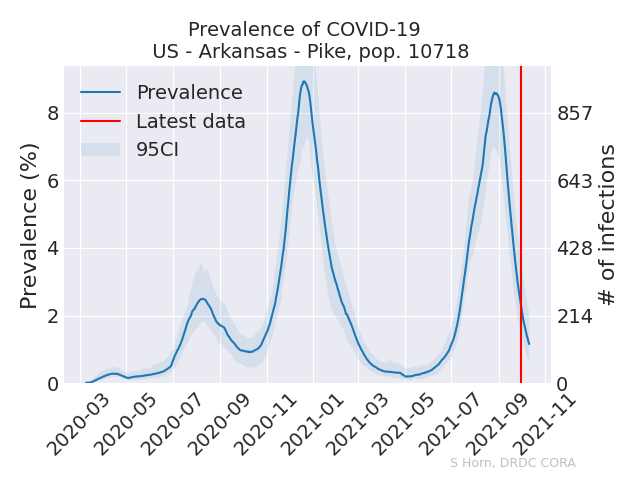 Prevalence of COVID-19
US - Arkansas - Pike, pop. 10718
Prevalence
Latest data
95CI
Prevalence (%)
8
6
4
2
0
857
643
428
214
0
# of infections
2020-03
2020-05
2020-07
2020-09
2020-11
2021-01
2021-03
2021-05
2021-07
2021-09
2021-11
S Horn, DRDC CORA